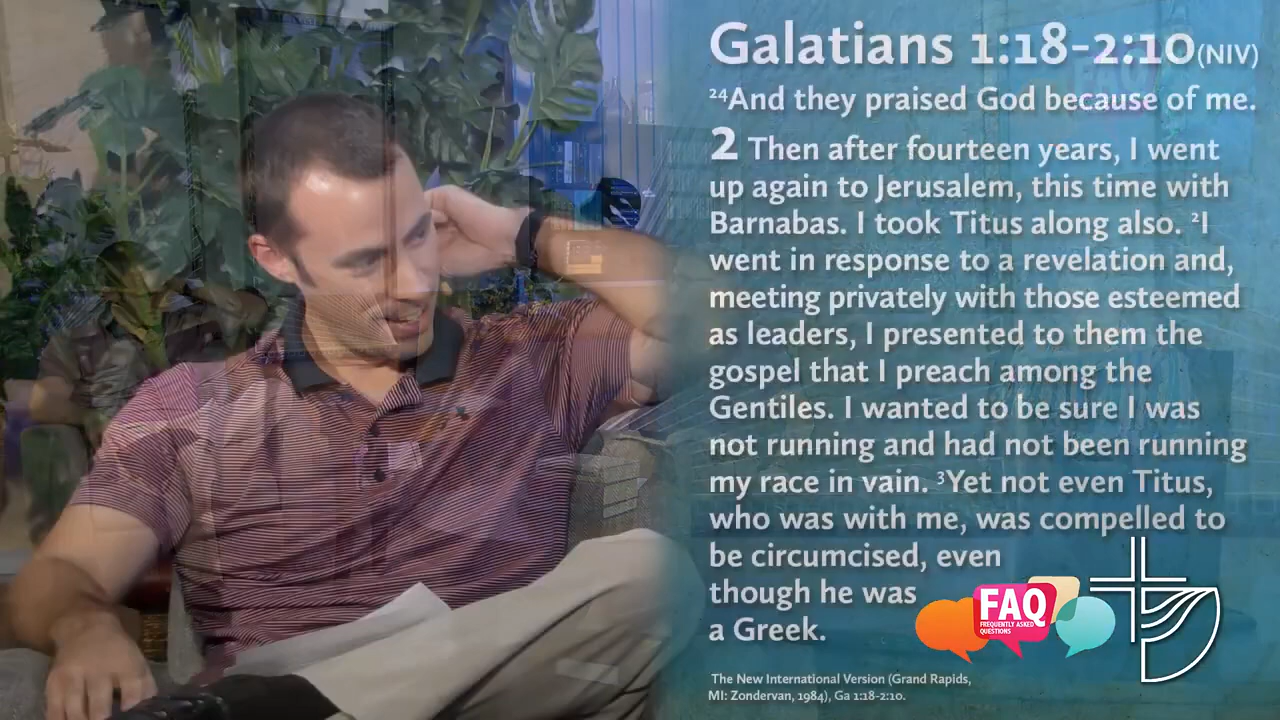 Galatians 1:18-2:10(NIV)
²⁴And they praised God because of me.
2 Then after fourteen years, I went
up again to Jerusalem, this time with
Barnabas. I took Titus along also. ²I
went in response to a revelation and,
meeting privately with those esteemed
as leaders, I presented to them the
gospel that I preach among the
Gentiles. I wanted to be sure I was
not running and had not been running
my race in vain. ³Yet not even Titus,
who was with me, was compelled to
be circumcised, even
though he was
a Greek.
FAQ
FREQUENTLY ASKED
QUESTIONS
The New International Version (Grand Rapids,
MI: Zondervan, 1984), Ga 1:18-2:10.